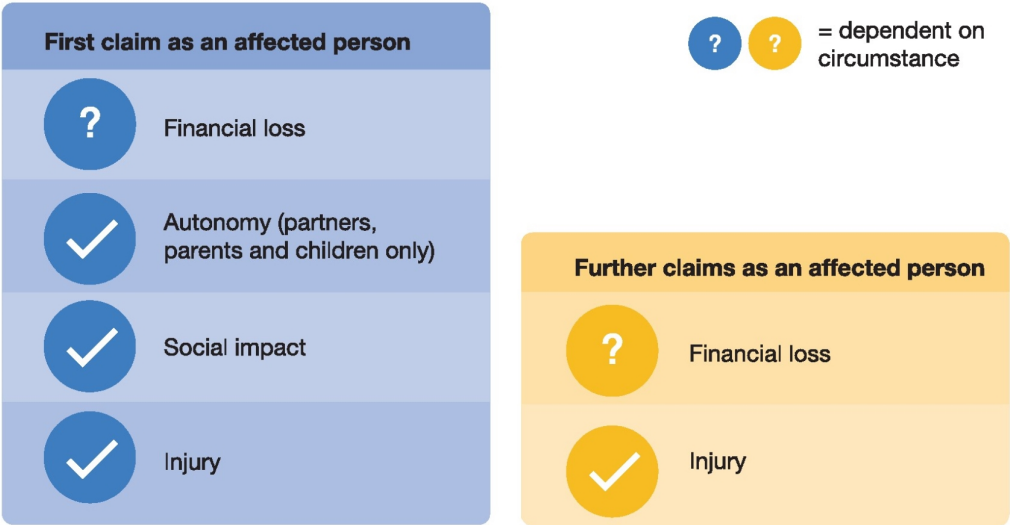 First claim as an affected person
?
Financial loss
Autonomy (partners,
parents and children only)
Social impact
Injury
? ? = dependent on
circumstance
Further claims as an affected person
?
Financial loss
Injury